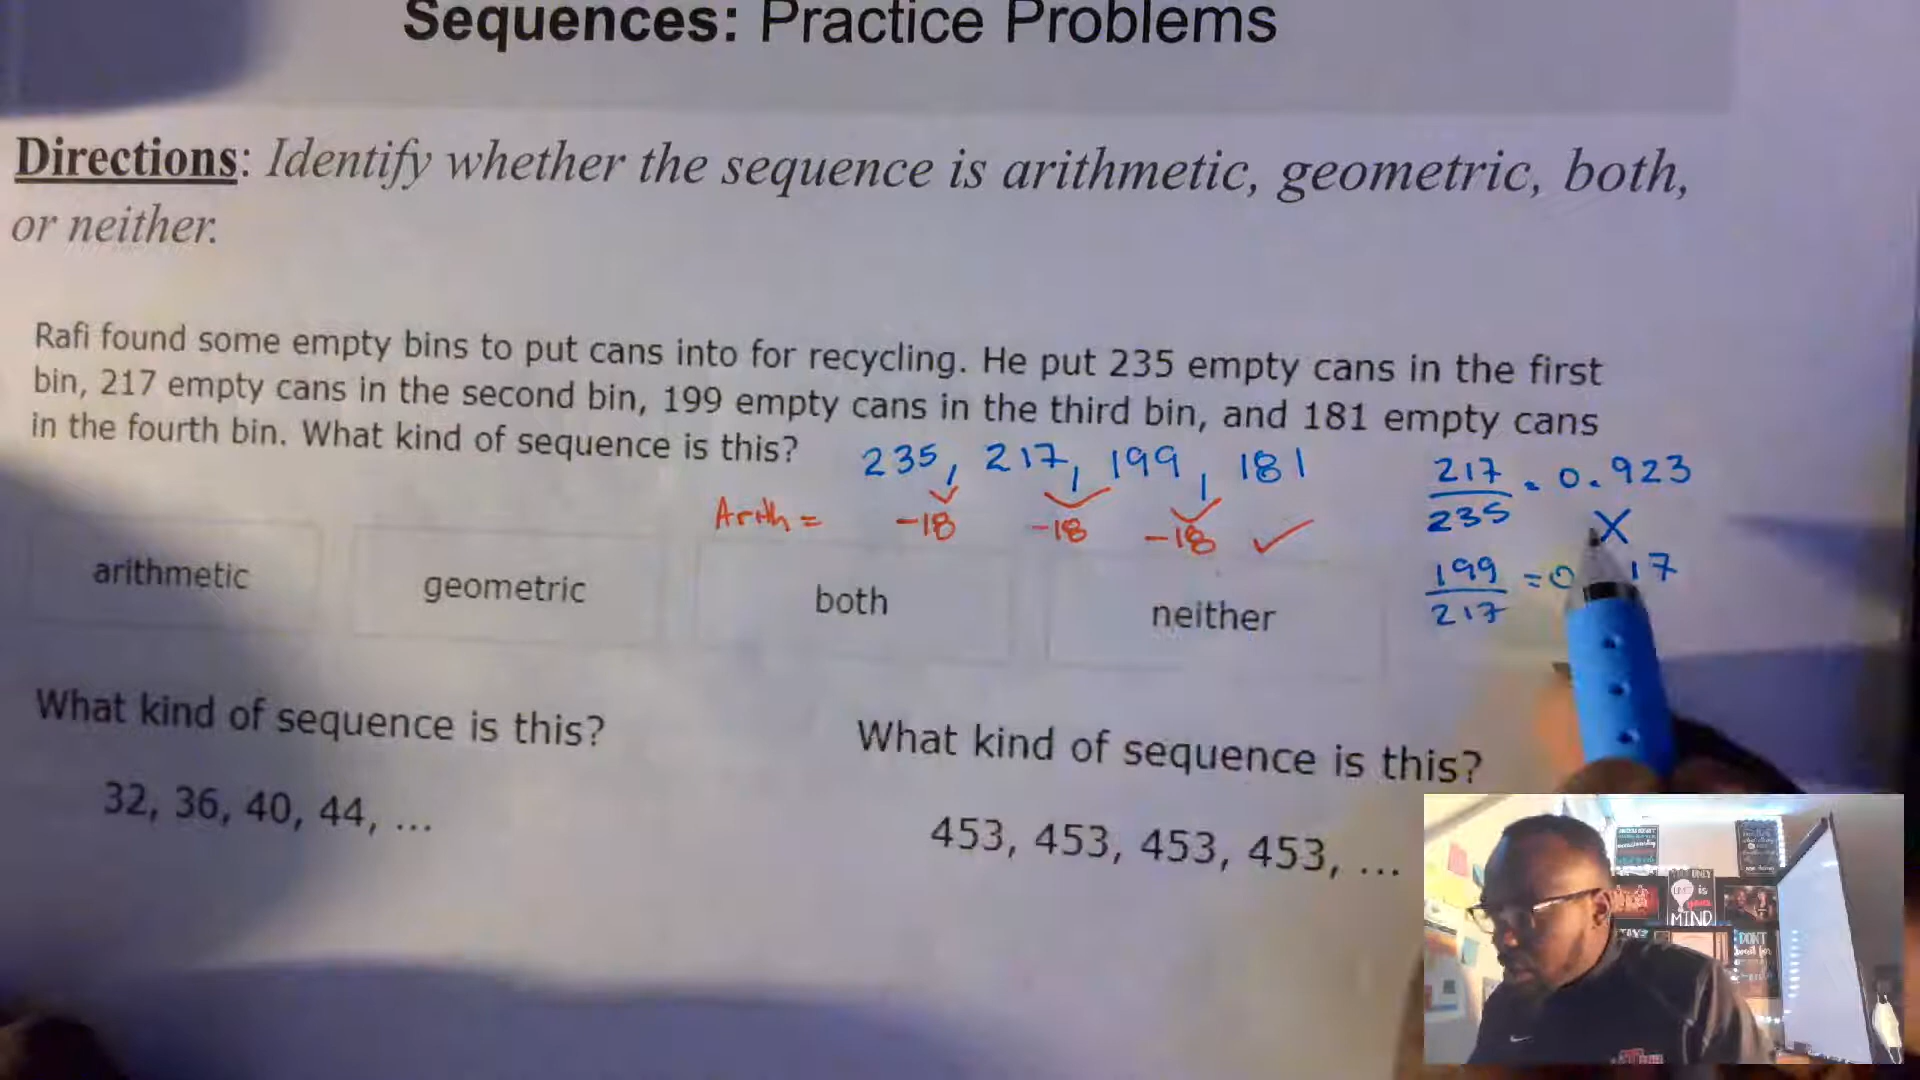 Sequences: Practice Problems
Directions: Identify whether the sequence is arithmetic, geometric, both,
or neither.
Rafi found some empty bins to put cans into for recycling. He put 235 empty cans in the first
bin, 217 empty cans in the second bin, 199 empty cans in the third bin, and 181 empty cans
in the fourth bin. What kind of sequence is this?
235, 217, 199, 181
Arith = -18 -18 -18 ✓
217
235
= 0.923
X
199
217
=0 17
arithmetic
geometric
both
neither
What kind of sequence is this?
32, 36, 40, 44, ...
What kind of sequence is this?
453, 453, 453, 453, ...
is
MIND
DON'T